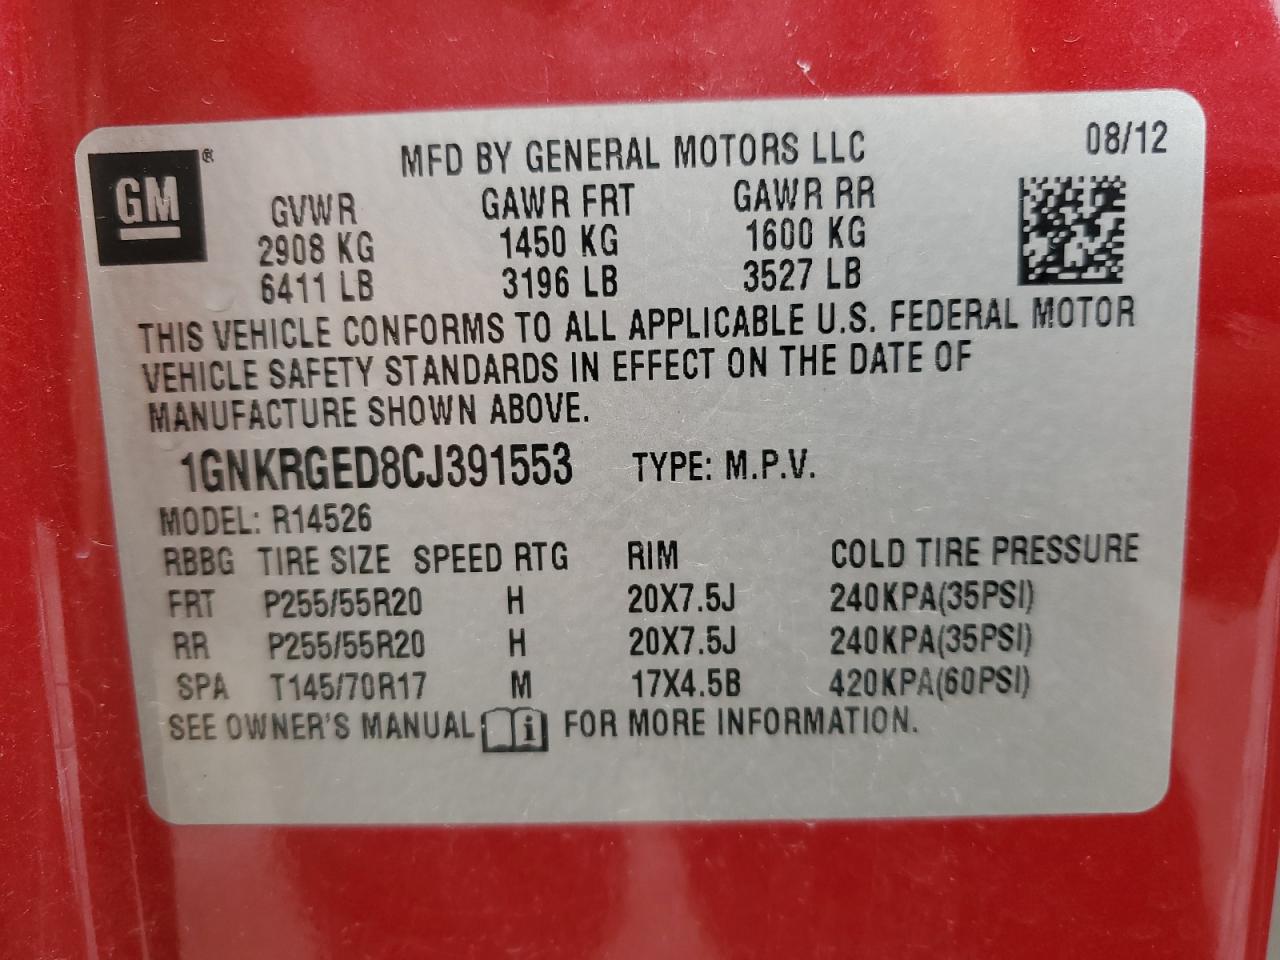 GM®
MFD BY GENERAL MOTORS LLC 08/12
GVWR GAWR FRT GAWR RR
2908 KG 1450 KG 1600 KG
6411 LB 3196 LB 3527 LB
THIS VEHICLE CONFORMS TO ALL APPLICABLE U.S. FEDERAL MOTOR
VEHICLE SAFETY STANDARDS IN EFFECT ON THE DATE OF
MANUFACTURE SHOWN ABOVE.
1GNKRGED8CJ391553 TYPE: M.P.V.
MODEL: R14526
RBBG TIRE SIZE SPEED RTG RIM COLD TIRE PRESSURE
FRT P255/55R20 H 20X7.5J 240KPA(35PSI)
RR P255/55R20 H 20X7.5J 240KPA(35PSI)
SPA T145/70R17 M 17X4.5B 420KPA(60PSI)
SEE OWNER'S MANUAL i FOR MORE INFORMATION.